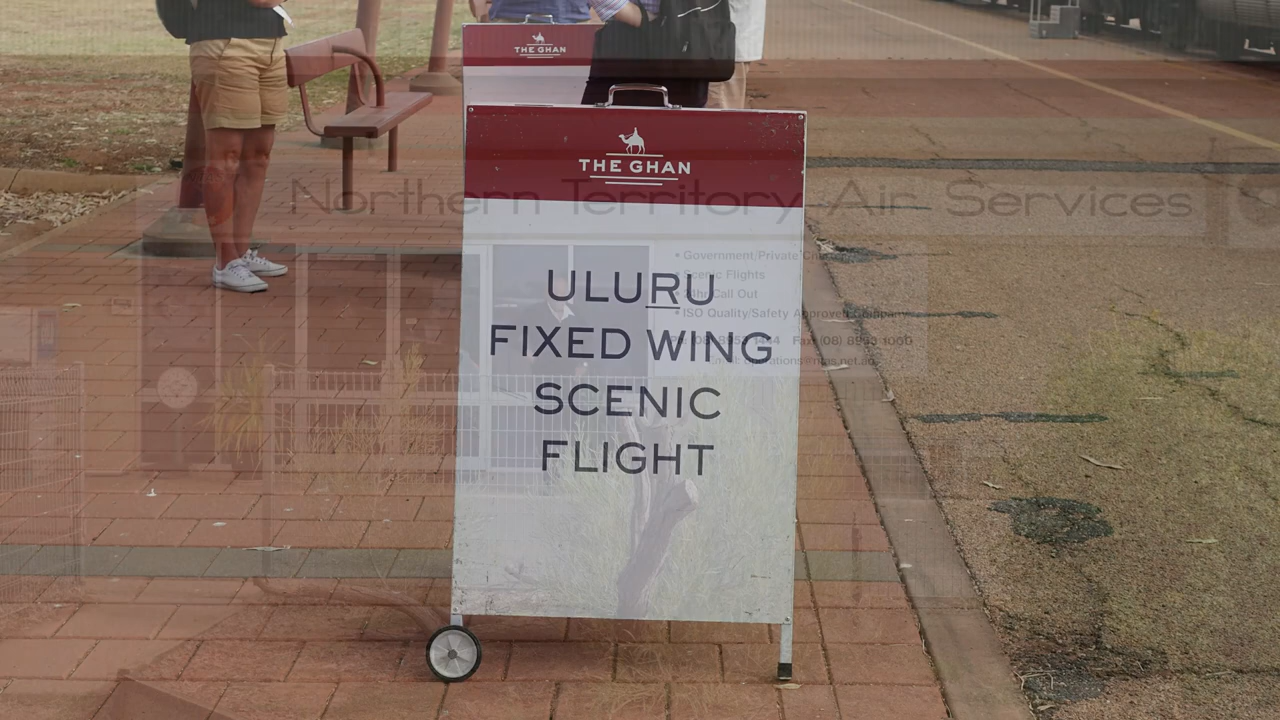 THE GHAN
THE GHAN
Northern Territory Air Services
• Government/Private
• Scenic Flights
• 24hr Call Out
• ISO Quality/Safety Approved Company
ULURU
FIXED WING
SCENIC
FLIGHT